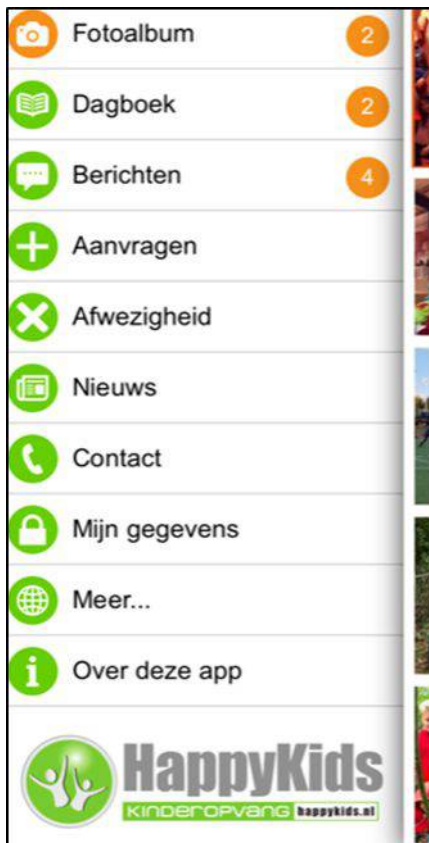 Fotoalbum 2
Dagboek 2
Berichten 4
Aanvragen
Afwezigheid
Nieuws
Contact
Mijn gegevens
Meer...
Over deze app
HappyKids
KINDEROPVANG happykids.nl